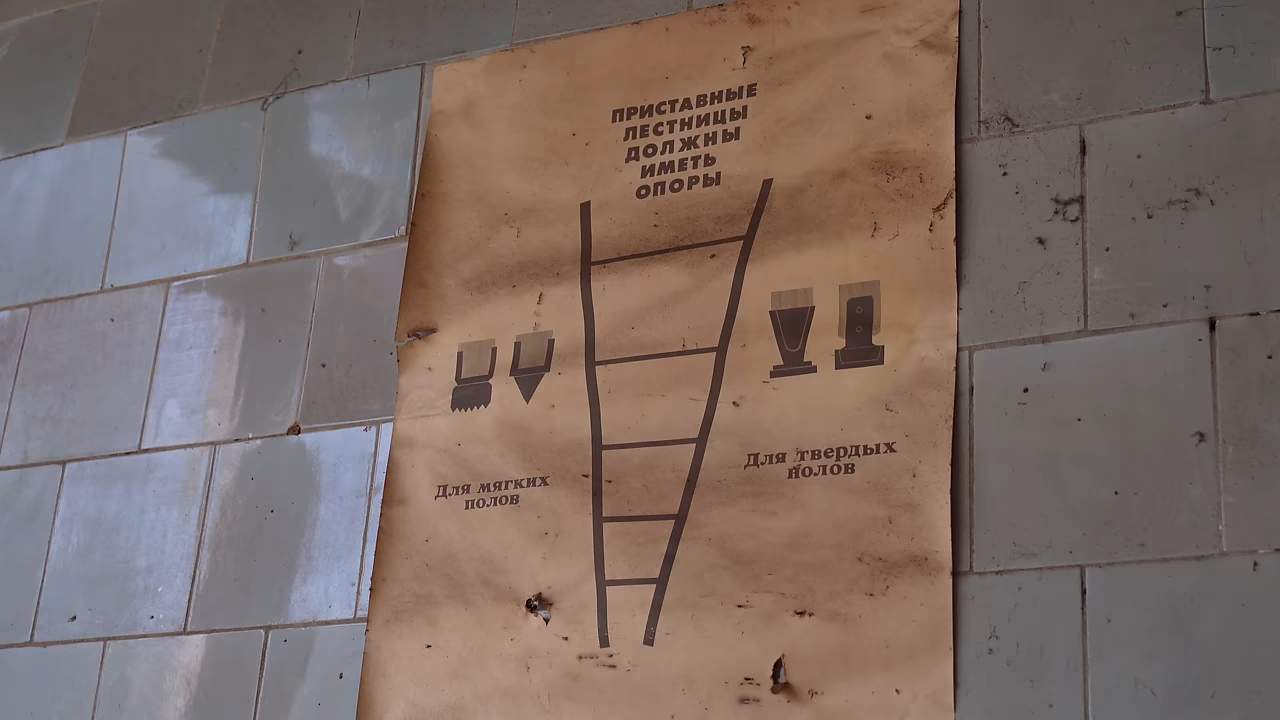 ПРИСТАВНЫЕ
ЛЕСТНИЦЫ
ДОЛЖНЫ
ИМЕТЬ
ОПОРЫ
Для мягких
полов
Для твердых
полов